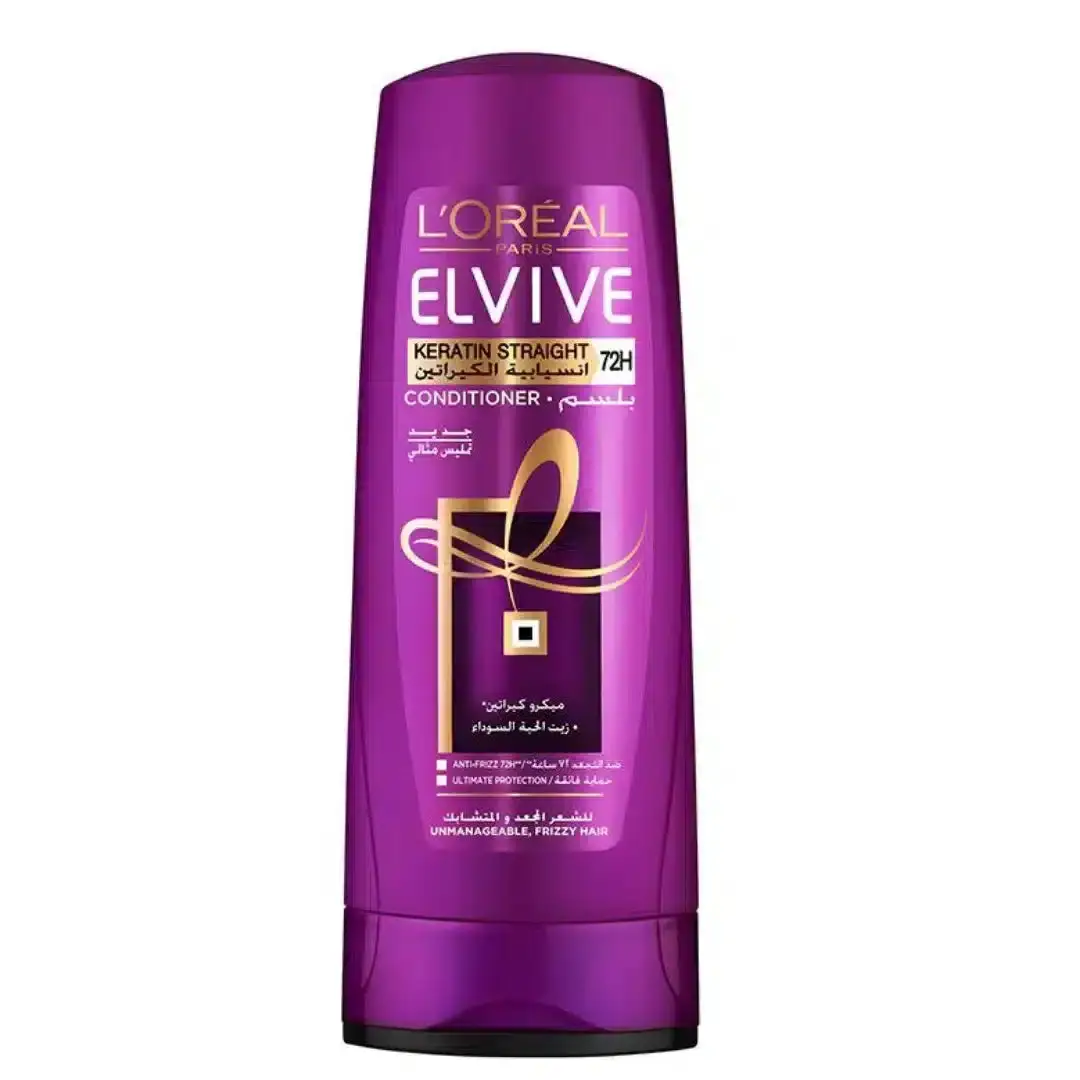 L'ORÉAL
PARIS
ELVIVE
KERATIN STRAIGHT 72H
انسيابية الكيراتين
CONDITIONER • بلسم
جديد
تمليس مثالي
ميكرو كيراتين*
• زيت الحبة السوداء
ANTI-FRIZZ 72H**/ضد التجعد ٧٢ ساعة**
ULTIMATE PROTECTION / حماية فائقة
للشعر المجعد و المتشابك
UNMANAGEABLE, FRIZZY HAIR